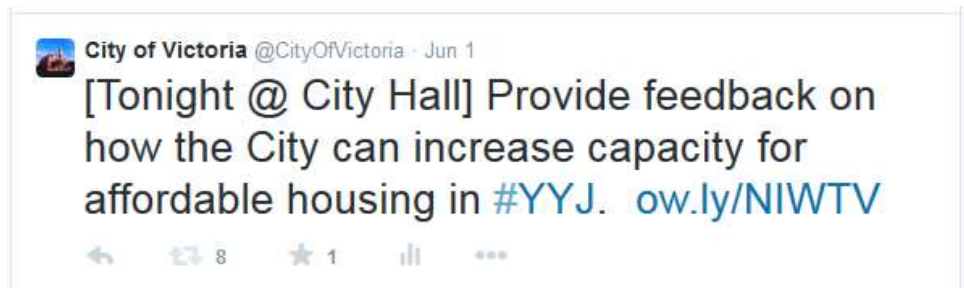 City of Victoria @CityOfVictoria · Jun 1
[Tonight @ City Hall] Provide feedback on
how the City can increase capacity for
affordable housing in #YYJ.  ow.ly/NIWTV
8 1